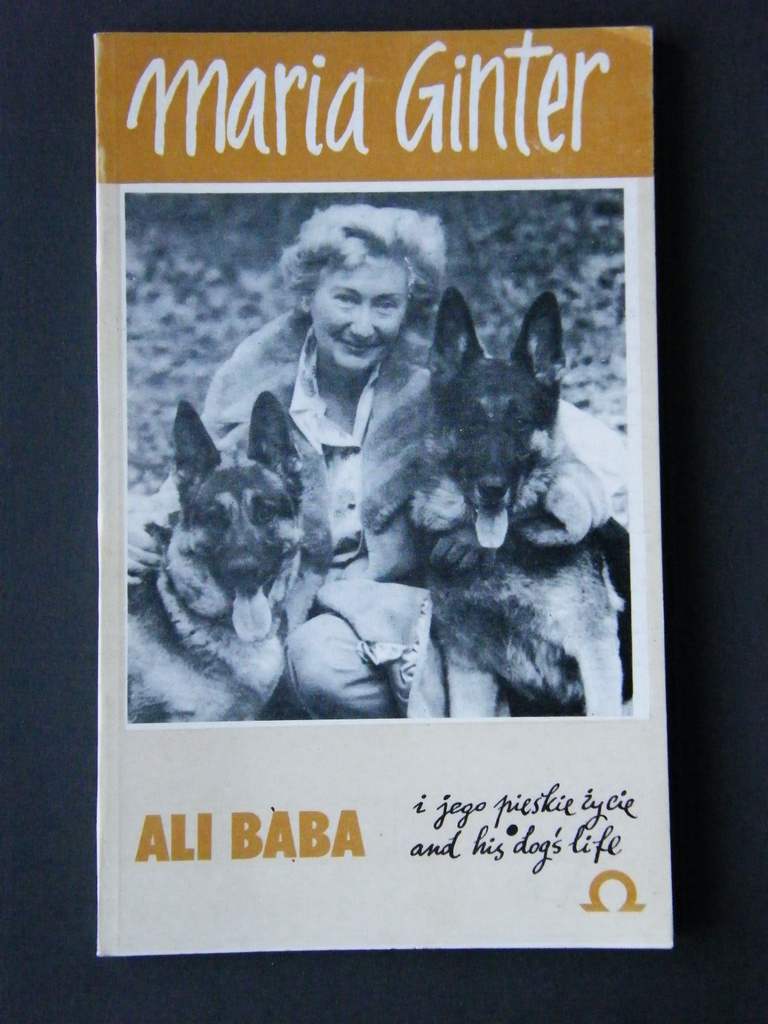 Maria Ginter
ALI BABA
i jego pieskie życie
and his dog's life